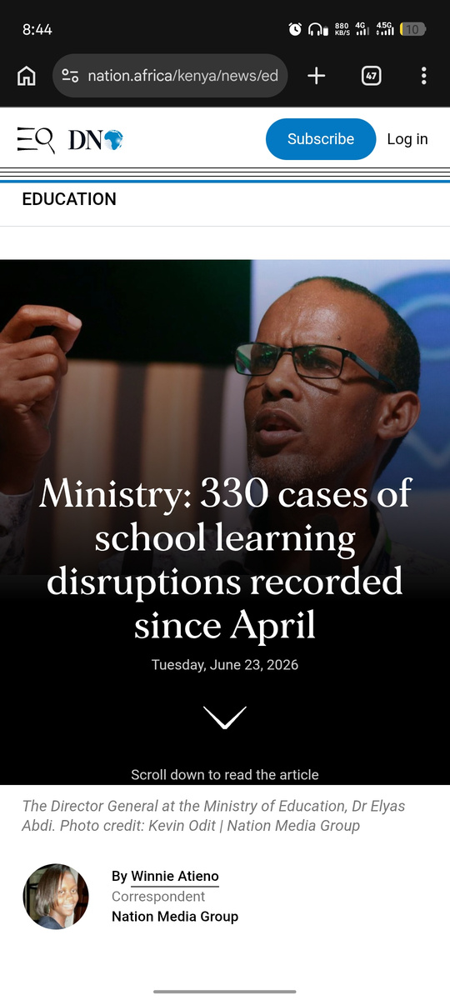 8:44
880
KB/S
4G
4.5G
10
nation.africa/kenya/news/ed
47
DN
Subscribe
Log in
EDUCATION
Ministry: 330 cases of
school learning
disruptions recorded
since April
Tuesday, June 23, 2026
Scroll down to read the article
The Director General at the Ministry of Education, Dr Elyas
Abdi. Photo credit: Kevin Odit | Nation Media Group
By Winnie Atieno
Correspondent
Nation Media Group